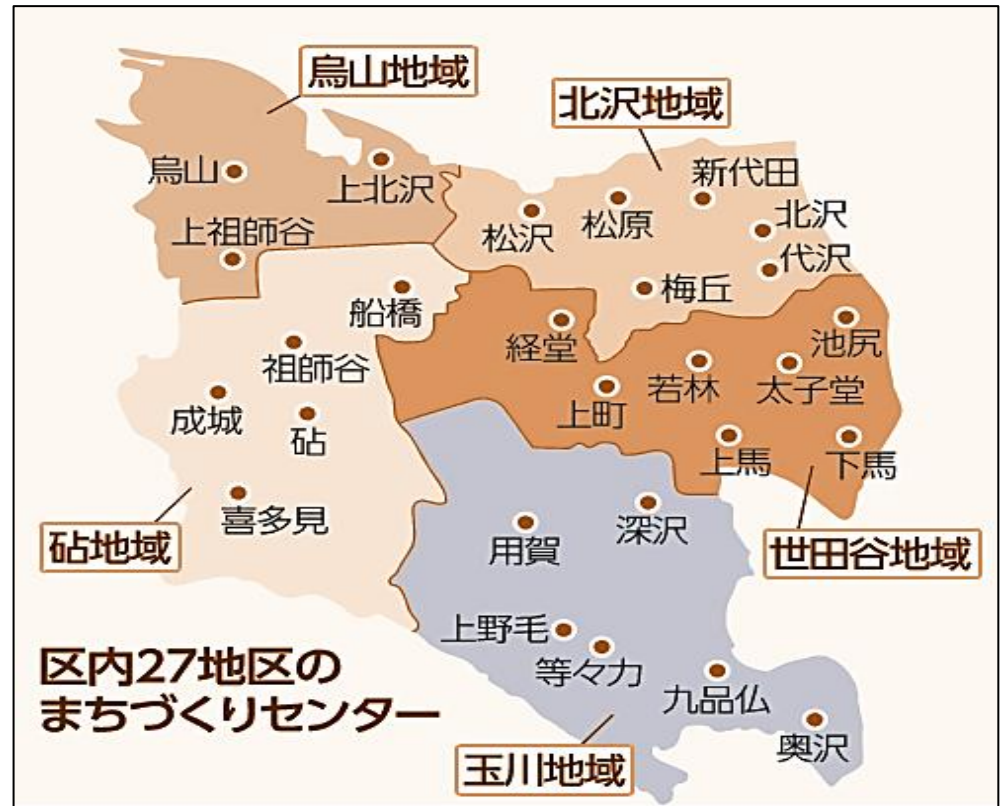 烏山地域
北沢地域
烏山
上北沢
上祖師谷
新代田
松原
松沢
北沢
代沢
梅丘
船橋
祖師谷
成城
砧
喜多見
砧地域
経堂
池尻
若林
太子堂
上町
上馬
下馬
世田谷地域
深沢
用賀
上野毛
等々力
九品仏
奥沢
玉川地域
区内27地区の
まちづくりセンター